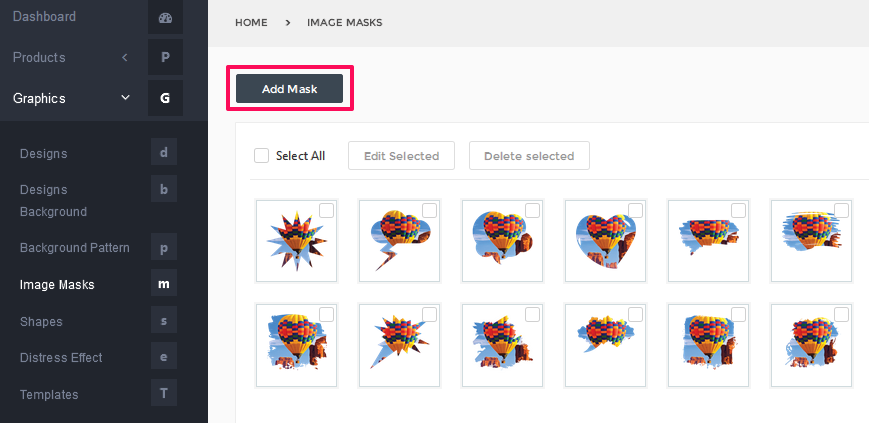 Dashboard
Products P
Graphics G
Designs d
Designs b
Background
Background Pattern p
Image Masks m
Shapes s
Distress Effect e
Templates T
HOME > IMAGE MASKS
Add Mask
Select All Edit Selected Delete selected